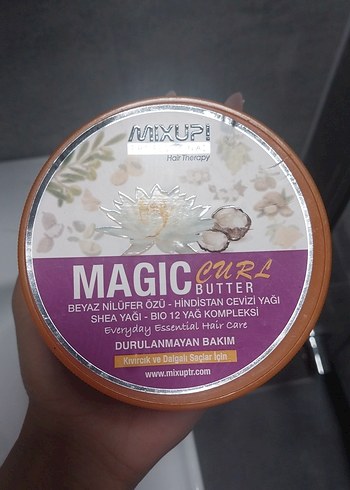 MIXUP!
Hair Therapy
MAGIC CURL
BUTTER
BEYAZ NİLÜFER ÖZÜ - HİNDİSTAN CEVİZİ YAĞI
SHEA YAĞI - BIO 12 YAĞ KOMPLEKSİ
Everyday Essential Hair Care
DURULANMAYAN BAKIM
Kıvırcık ve Dalgalı Saçlar İçin
www.mixuptr.com